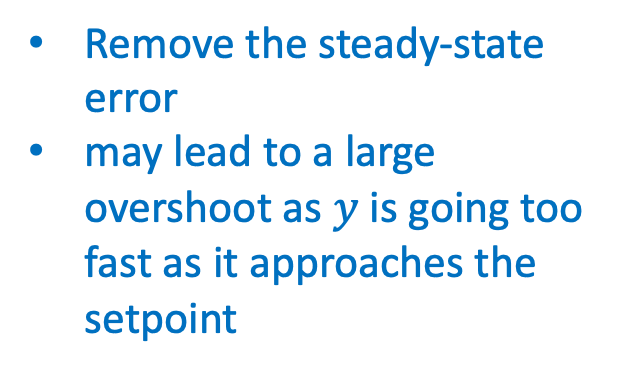 • Remove the steady-state
error
• may lead to a large
overshoot as y is going too
fast as it approaches the
setpoint